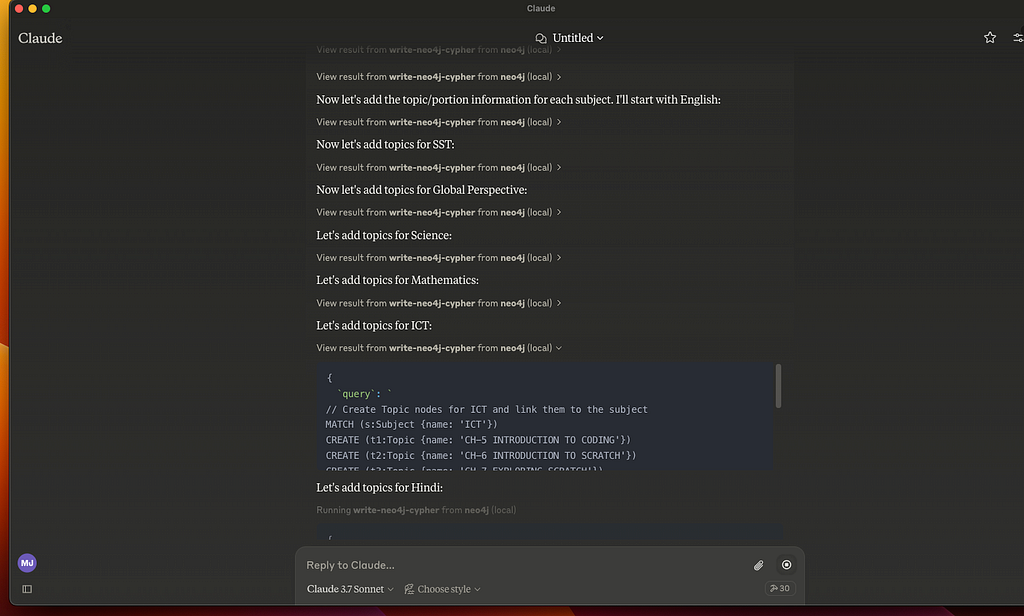 Claude
Claude
Untitled
View result from write-neo4j-cypher from neo4j (local) >
View result from write-neo4j-cypher from neo4j (local) >
Now let's add the topic/portion information for each subject. I'll start with English:
View result from write-neo4j-cypher from neo4j (local) >
Now let's add topics for SST:
View result from write-neo4j-cypher from neo4j (local) >
Now let's add topics for Global Perspective:
View result from write-neo4j-cypher from neo4j (local) >
Let's add topics for Science:
View result from write-neo4j-cypher from neo4j (local) >
Let's add topics for Mathematics:
View result from write-neo4j-cypher from neo4j (local) >
Let's add topics for ICT:
View result from write-neo4j-cypher from neo4j (local)
{
`query`: `
// Create Topic nodes for ICT and link them to the subject
MATCH (s:Subject {name: 'ICT'})
CREATE (t1:Topic {name: 'CH-5 INTRODUCTION TO CODING'})
CREATE (t2:Topic {name: 'CH-6 INTRODUCTION TO SCRATCH'})
CREATE (t3:Topic {name: 'CH-7 EXPLORING SCRATCH'})
Let's add topics for Hindi:
Running write-neo4j-cypher from neo4j (local)
{
MJ
Reply to Claude...
Claude 3.7 Sonnet
Choose style
30